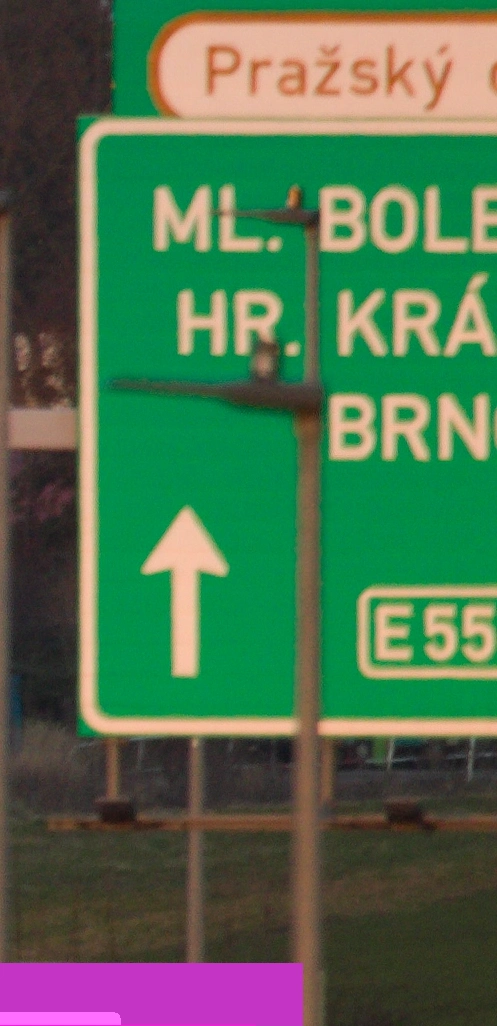 Pražský
ML. BOLE
HR. KRÁ
BRN
E 55